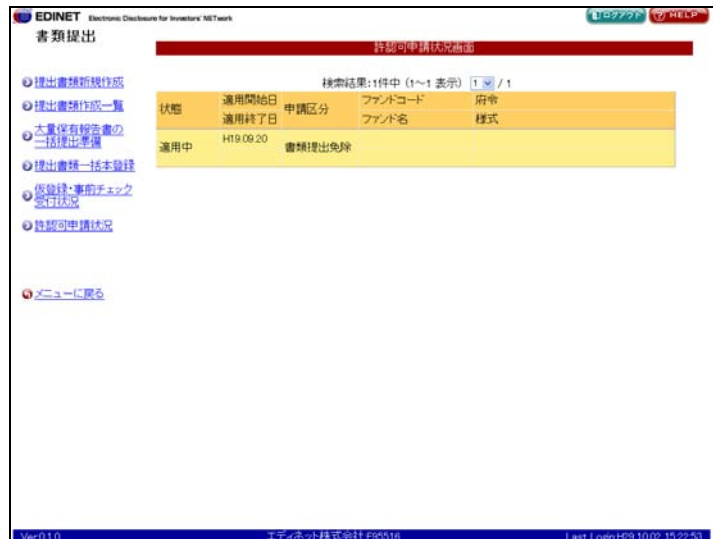 EDINET Electronic Disclosure for Investors' NETwork
ログアウト ? HELP
書類提出
許認可申請状況画面
提出書類新規作成
検索結果:1件中 (1~1 表示) 1 / 1
提出書類作成一覧
状態 適用開始日 適用終了日 申請区分 ファンドコード ファンド名 府令 様式
大量保有報告書の
一括提出準備
適用中 H19.09.20 書類提出免除
提出書類一括本登録
仮登録・事前チェック
受付状況
許認可申請状況
メニューに戻る
Ver.0.1.0 エディネット株式会社:E95516 Last Login:H29.10.02 15:22:53